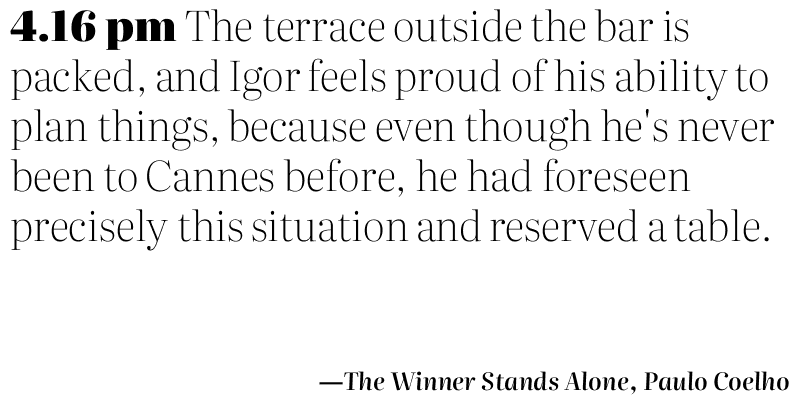 4.16 pm The terrace outside the bar is
packed, and Igor feels proud of his ability to
plan things, because even though he's never
been to Cannes before, he had foreseen
precisely this situation and reserved a table.
—The Winner Stands Alone, Paulo Coelho